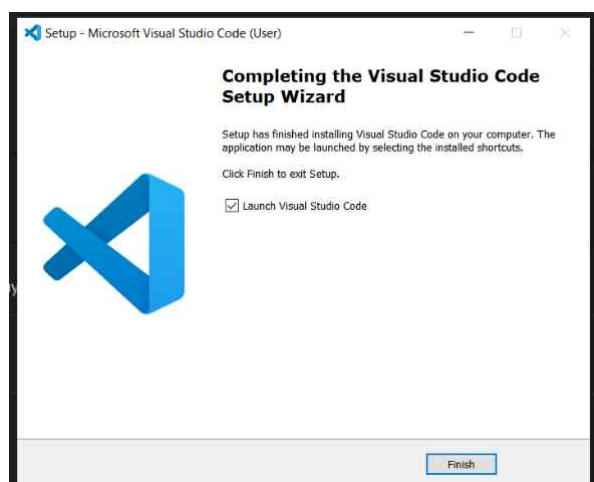 Setup - Microsoft Visual Studio Code (User)
Completing the Visual Studio Code
Setup Wizard
Setup has finished installing Visual Studio Code on your computer. The
application may be launched by selecting the installed shortcuts.
Click Finish to exit Setup.
Launch Visual Studio Code
Finish